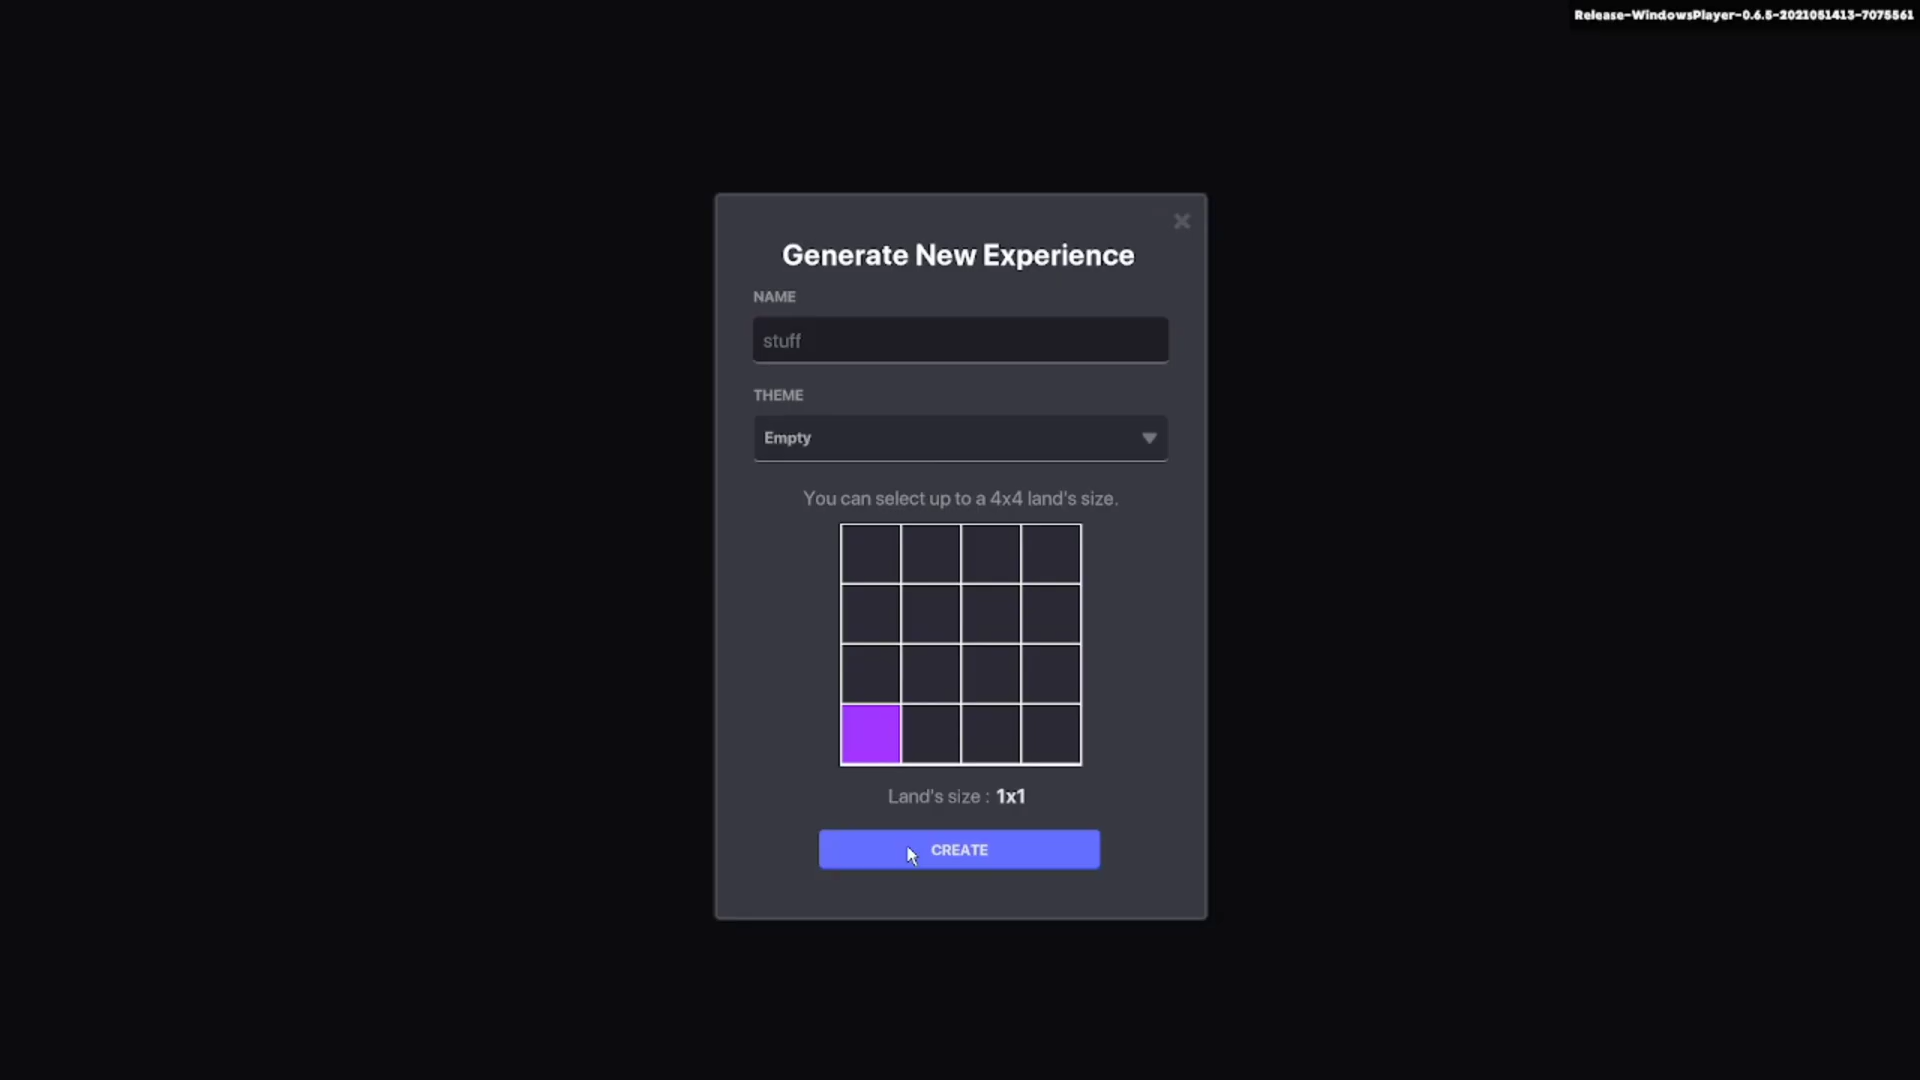 Release-WindowsPlayer-0.6.5-2021051413-7075561
Generate New Experience
NAME
stuff
THEME
Empty
You can select up to a 4x4 land's size.
Land's size : 1x1
CREATE